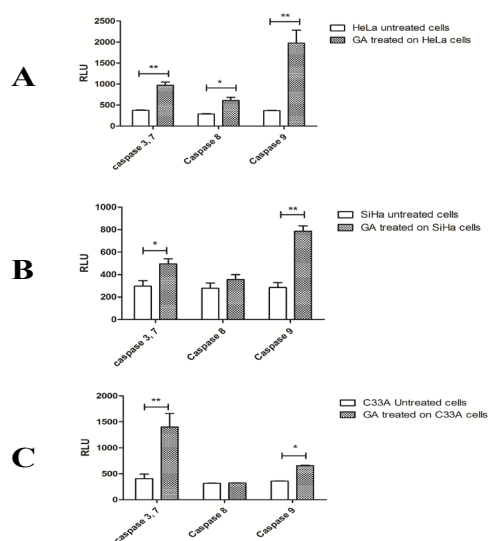 A
HeLa untreated cells
GA treated on HeLa cells
RLU
2500
2000
1500
1000
500
0
**
*
**
caspase 3, 7
Caspase 8
Caspase 9
B
SiHa untreated cells
GA treated on SiHa cells
RLU
1000
800
600
400
200
0
*
**
caspase 3, 7
Caspase 8
Caspase 9
C
C33A Untreated cells
GA treated on C33A cells
RLU
2000
1500
1000
500
0
**
*
caspase 3, 7
Caspase 8
Caspase 9